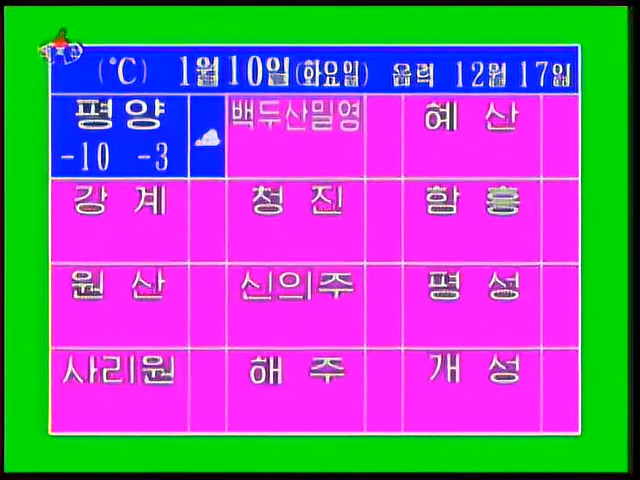 (℃) 1월10일(화요일) 음력 12월 17일
평양 백두산밀영 혜산
-10 -3
강계 청진 함흥
원산 신의주 평성
사리원 해주 개성